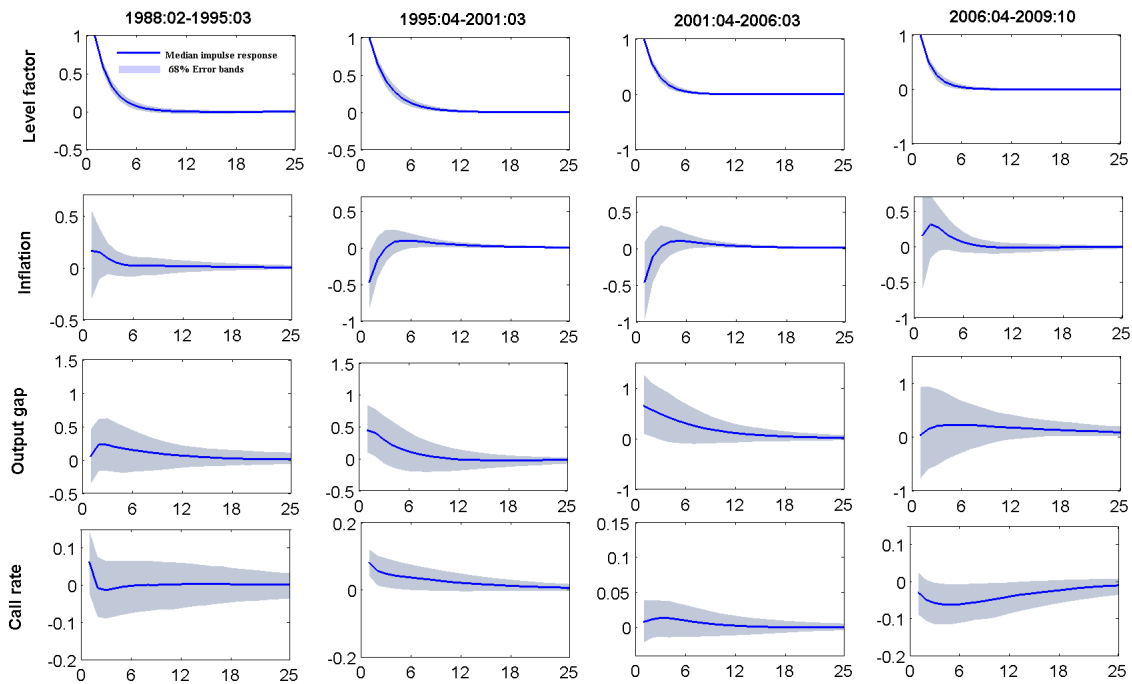 1988:02-1995:03 1995:04-2001:03 2001:04-2006:03 2006:04-2009:10
Level factor
1 0.5 0 -0.5 0 6 12 18 25
Median impulse response
68% Error bands
1 0.5 0 -0.5 0 6 12 18 25
1 0 -1 0 6 12 18 25
1 0 -1 0 6 12 18 25
Inflation
0.5 0 -0.5 0 6 12 18 25
0.5 0 -0.5 -1 0 6 12 18 25
0.5 0 -0.5 -1 0 6 12 18 25
0.5 0 -0.5 -1 0 6 12 18 25
Output gap
1.5 1 0.5 0 -0.5 0 6 12 18 25
1.5 1 0.5 0 -0.5 0 6 12 18 25
1.5 1 0 -1 0 6 12 18 25
1.5 1 0 -1 0 6 12 18 25
Call rate
0.1 0 -0.1 -0.2 0 6 12 18 25
0.2 0.1 0 -0.2 0 6 12 18 25
0.15 0.1 0.05 0 0 6 12 18 25
0.1 0 -0.1 -0.2 0 6 12 18 25